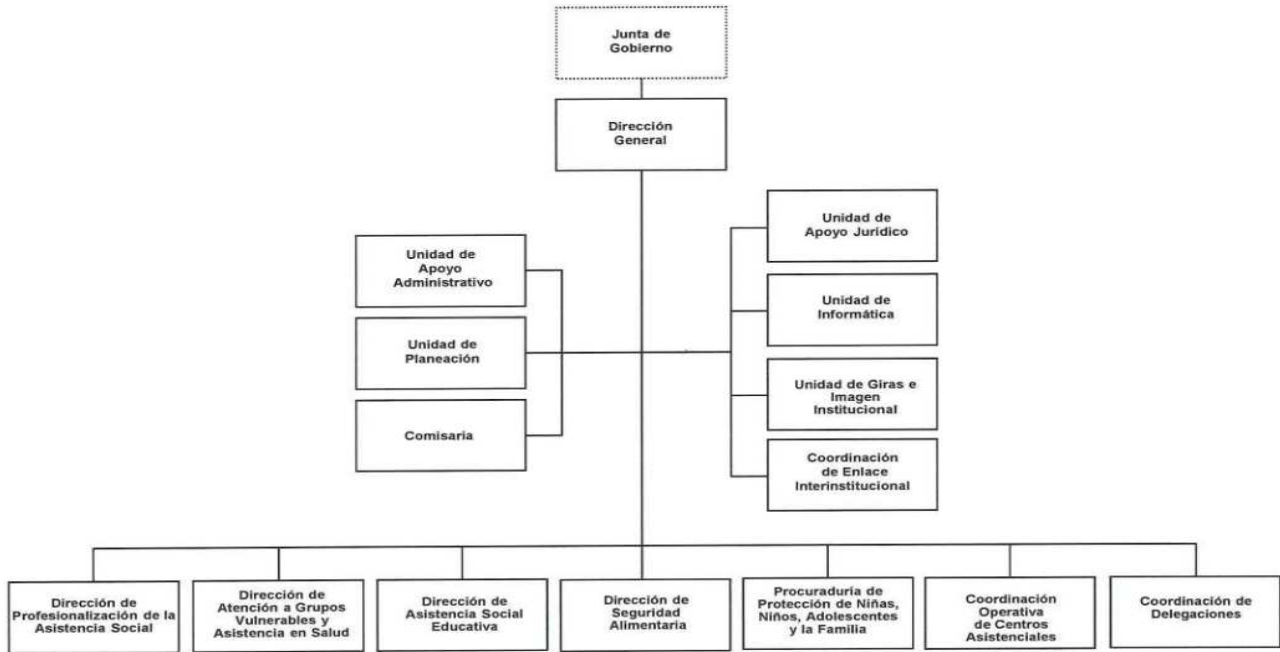 Junta de
Gobierno
Dirección
General
Unidad de
Apoyo
Administrativo
Unidad de
Planeación
Comisaria
Unidad de
Apoyo Jurídico
Unidad de
Informática
Unidad de Giras e
Imagen
Institucional
Coordinación
de Enlace
Interinstitucional
Dirección de
Profesionalización de la
Asistencia Social
Dirección de
Atención a Grupos
Vulnerables y
Asistencia en Salud
Dirección de
Asistencia Social
Educativa
Dirección de
Seguridad
Alimentaria
Procuraduría de
Protección de Niñas,
Niños, Adolescentes
y la Familia
Coordinación
Operativa
de Centros
Asistenciales
Coordinación de
Delegaciones